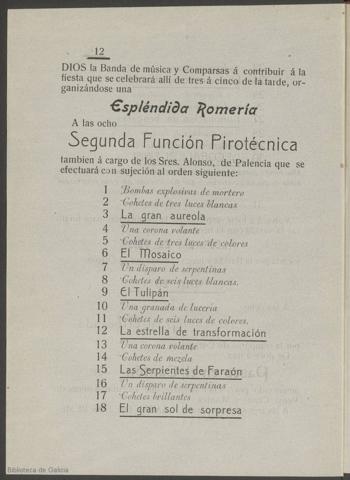 12
DIOS la Banda de música y Comparsas á contribuir á la
fiesta que se celebrará allí de tres á cinco de la tarde, or-
ganizándose una
Espléndida Romería
A las ocho
Segunda Función Pirotécnica
tambien á cargo de los Sres. Alonso, de Palencia que se
efectuará con sujeción al orden siguiente:
1 Bombas explosivas de mortero
2 Cohetes de tres luces blancas
3 La gran aureola
4 Una corona volante
5 Cohetes de tres luces de colores
6 El Mosaico
7 Un disparo de serpentinas
8 Cohetes de seis luces blancas.
9 El Tulipán
10 Una granada de lucería
11 Cohetes de seis luces de colores.
12 La estrella de transformación
13 Una corona volante
14 Cohetes de mezcla
15 Las Serpientes de Faraón
16 Un disparo de serpentinas
17 Cohetes brillantes
18 El gran sol de sorpresa
Biblioteca de Galicia